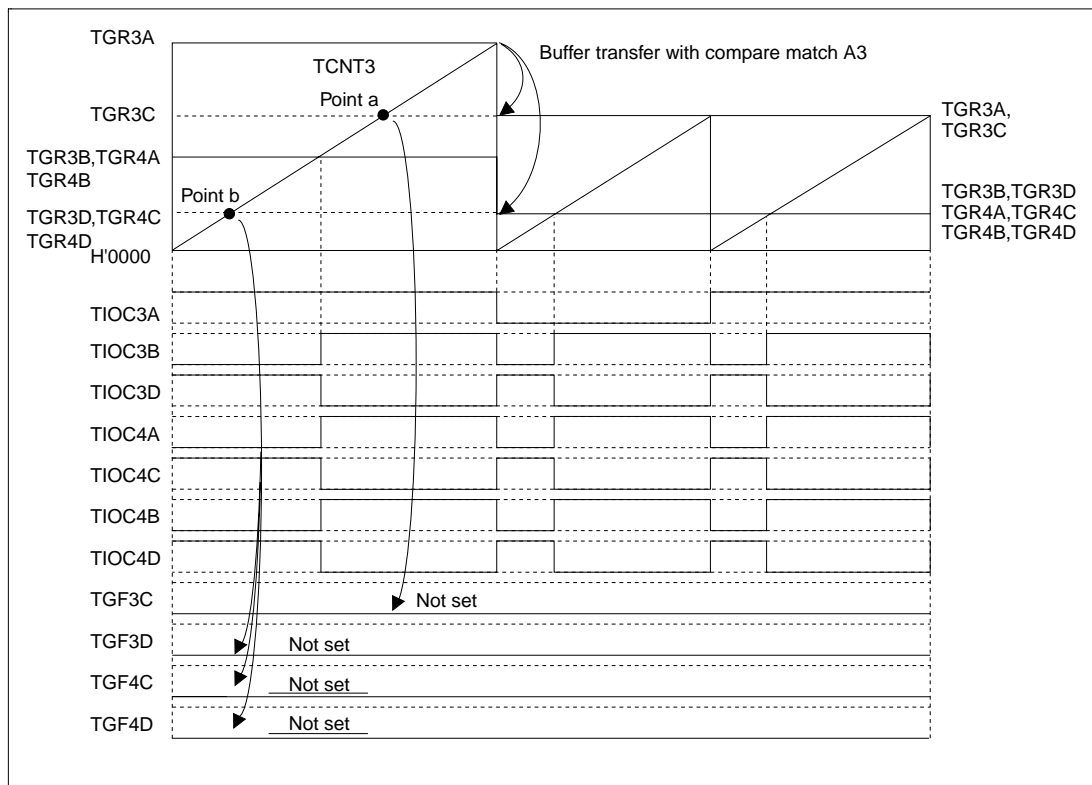 TGR3A
TCNT3
Buffer transfer with compare match A3
Point a
TGR3C
TGR3A,
TGR3C
TGR3B,TGR4A
TGR4B
Point b
TGR3D,TGR4C
TGR4D
TGR3B,TGR3D
TGR4A,TGR4C
TGR4B,TGR4D
H'0000
TIOC3A
TIOC3B
TIOC3D
TIOC4A
TIOC4C
TIOC4B
TIOC4D
TGF3C
Not set
TGF3D
Not set
TGF4C
Not set
TGF4D
Not set